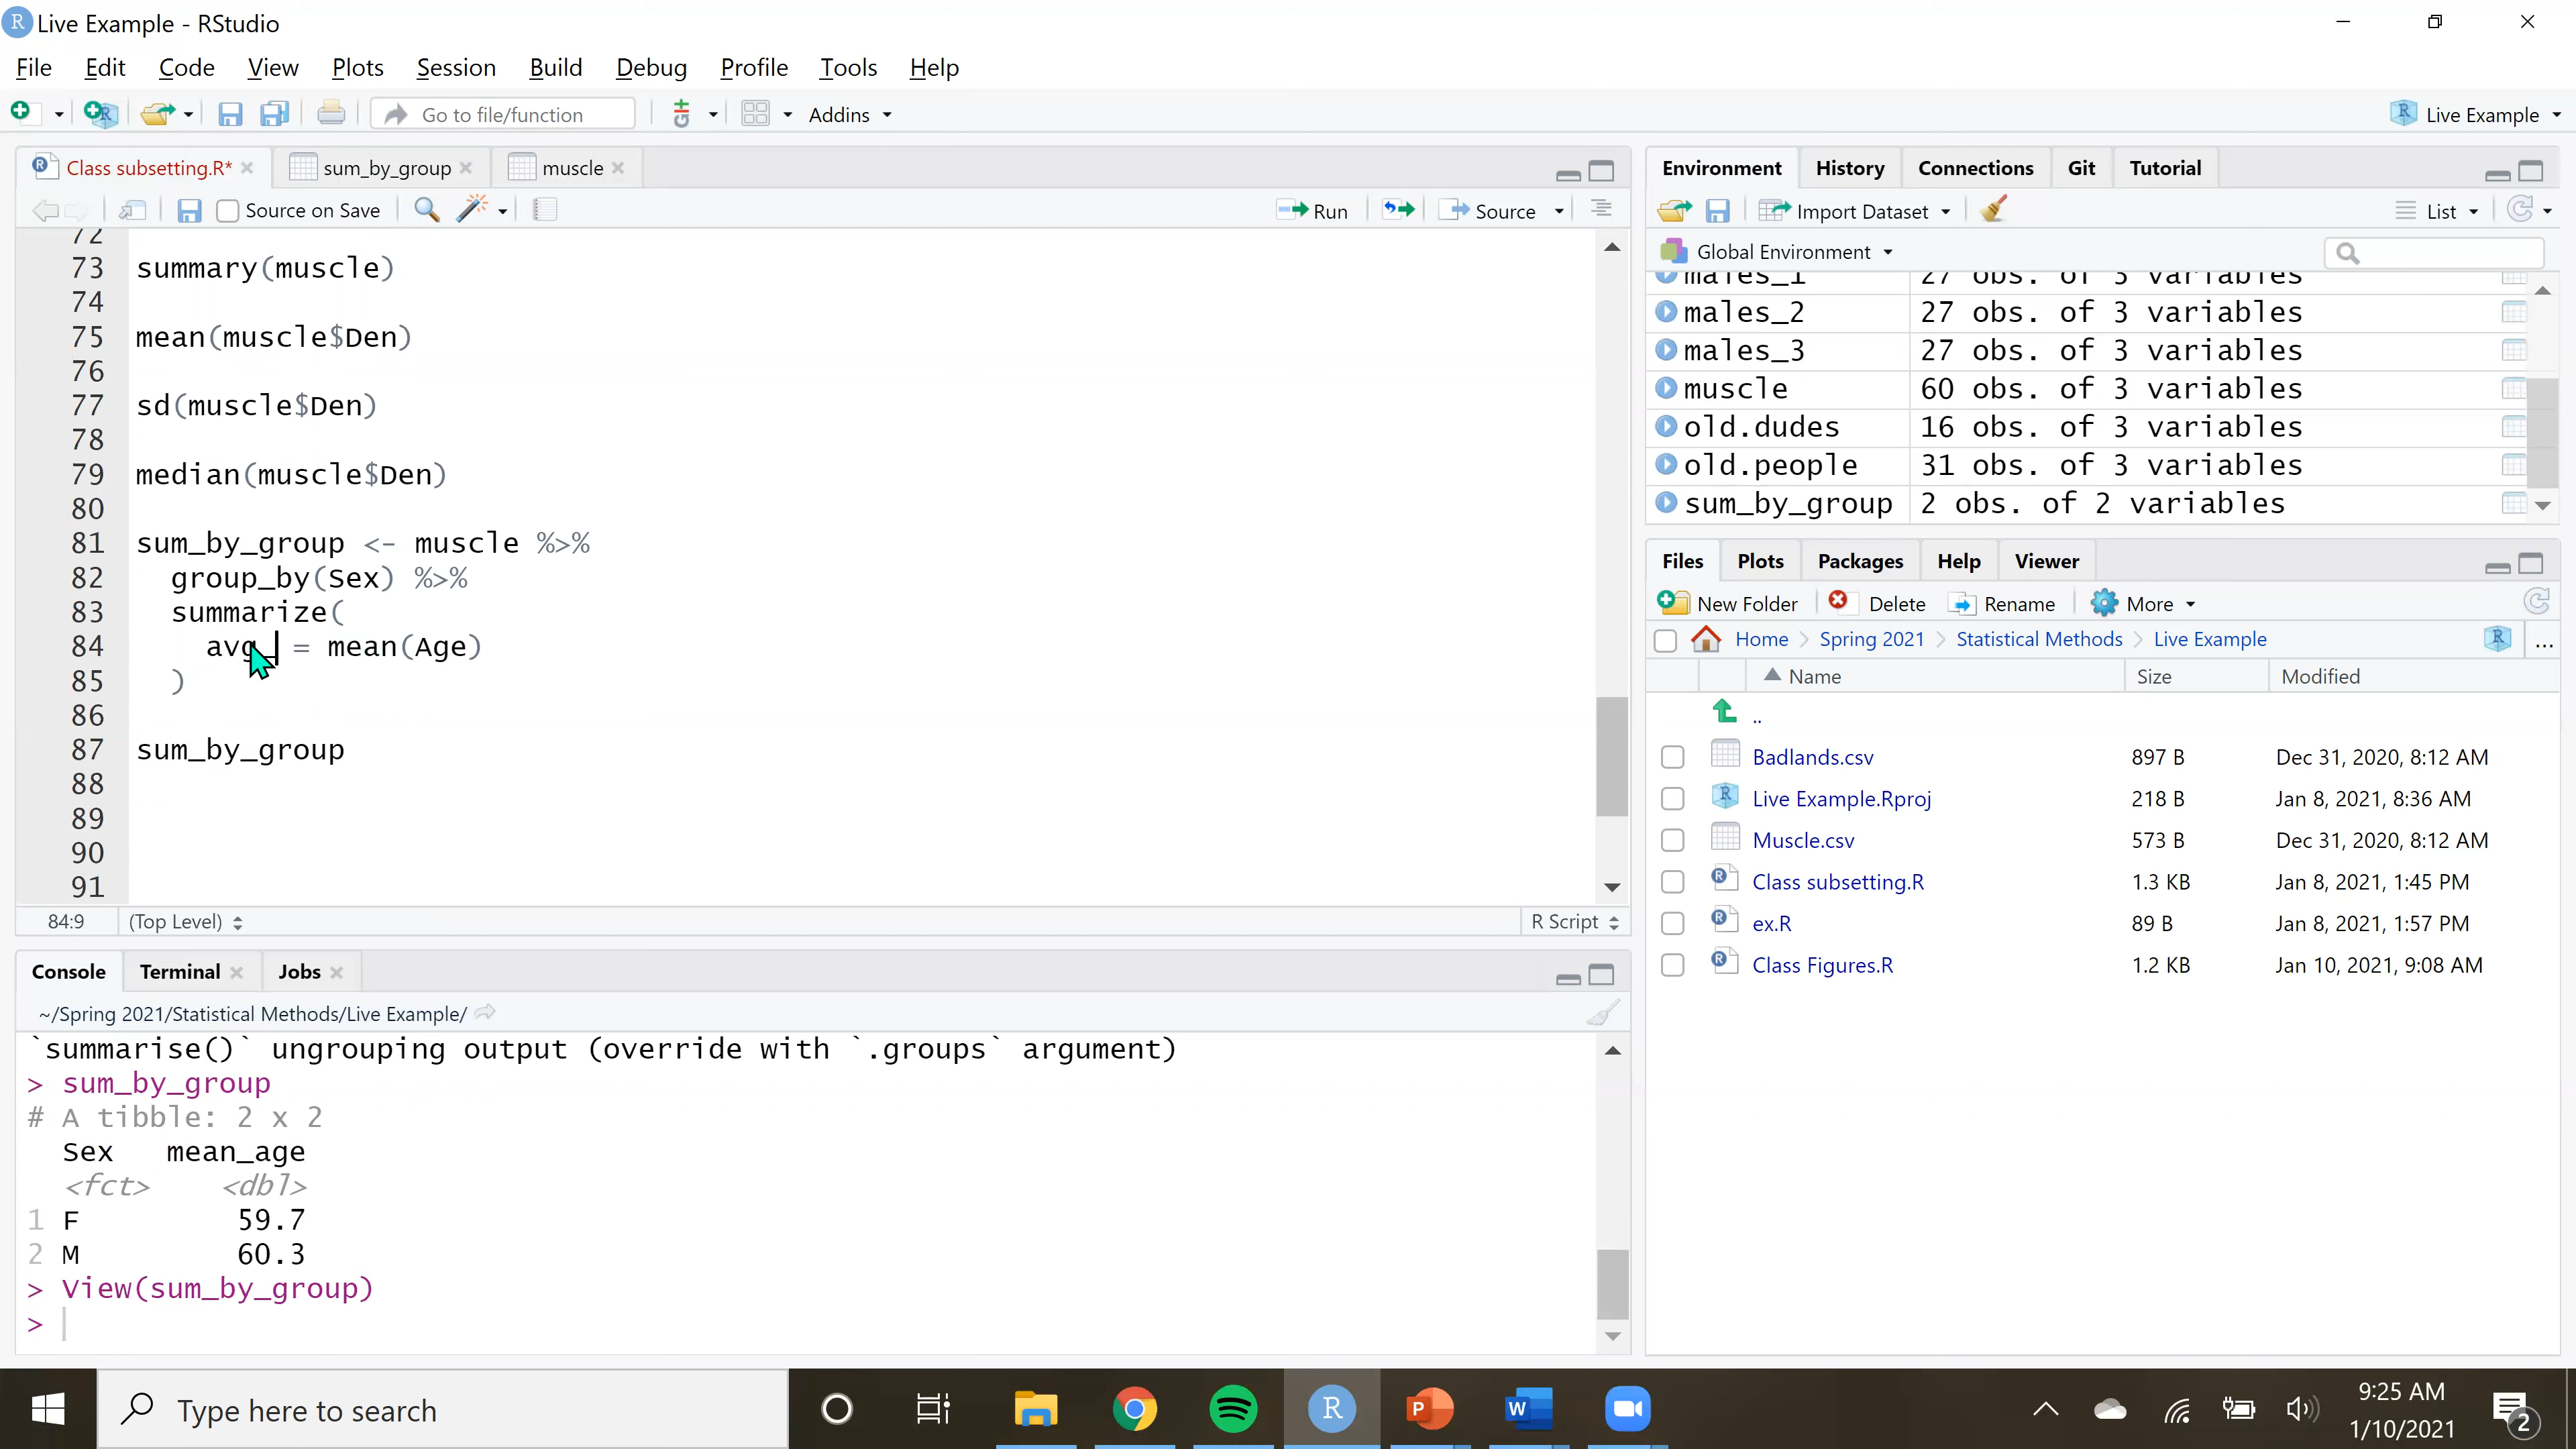 R Live Example - RStudio
File Edit Code View Plots Session Build Debug Profile Tools Help
Go to file/function Addins Live Example
Class subsetting.R* sum_by_group muscle
Source on Save Run Source
72
73 summary(muscle)
74
75 mean(muscle$Den)
76
77 sd(muscle$Den)
78
79 median(muscle$Den)
80
81 sum_by_group <- muscle %>%
82 group_by(Sex) %>%
83 summarize(
84 avg_ = mean(Age)
85 )
86
87 sum_by_group
88
89
90
91
84:9 (Top Level) R Script
Console Terminal Jobs
~/Spring 2021/Statistical Methods/Live Example/
`summarise()` ungrouping output (override with `.groups` argument)
> sum_by_group
# A tibble: 2 x 2
Sex mean_age
<fct> <dbl>
1 F 59.7
2 M 60.3
> View(sum_by_group)
>
Environment History Connections Git Tutorial
Import Dataset List
Global Environment
males_1 27 obs. of 3 variables
males_2 27 obs. of 3 variables
males_3 27 obs. of 3 variables
muscle 60 obs. of 3 variables
old.dudes 16 obs. of 3 variables
old.people 31 obs. of 3 variables
sum_by_group 2 obs. of 2 variables
Files Plots Packages Help Viewer
New Folder Delete Rename More
Home Spring 2021 Statistical Methods Live Example ...
Name Size Modified
..
Badlands.csv 897 B Dec 31, 2020, 8:12 AM
Live Example.Rproj 218 B Jan 8, 2021, 8:36 AM
Muscle.csv 573 B Dec 31, 2020, 8:12 AM
Class subsetting.R 1.3 KB Jan 8, 2021, 1:45 PM
ex.R 89 B Jan 8, 2021, 1:57 PM
Class Figures.R 1.2 KB Jan 10, 2021, 9:08 AM
Type here to search
9:25 AM
1/10/2021
2